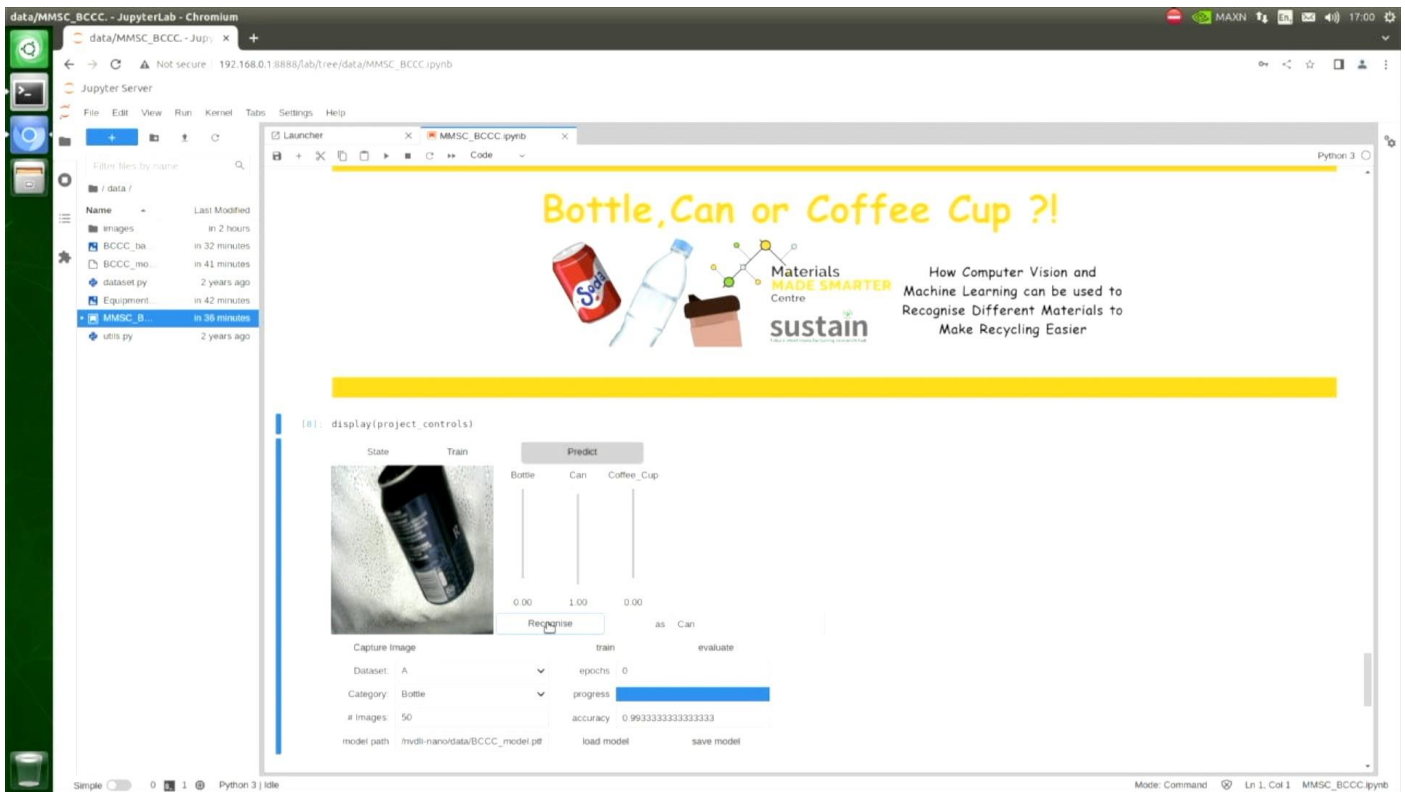 data/MMSC_BCCC. - JupyterLab - Chromium
MAXN
En
17:00
data/MMSC_BCCC. - Jupy
Not secure
192.168.0.1:8888/lab/tree/data/MMSC_BCCC.ipynb
Jupyter Server
File Edit View Run Kernel Tabs Settings Help
Launcher
MMSC_BCCC.ipynb
Code
Python 3
Filter files by name
/ data /
Name
Last Modified
images in 2 hours
BCCC_ba... in 32 minutes
BCCC_mo... in 41 minutes
dataset.py 2 years ago
Equipment... in 42 minutes
MMSC_B... in 36 minutes
utils.py 2 years ago
Bottle,Can or Coffee Cup ?!
Soda
Materials
MADE SMARTER
Centre
sustain
How Computer Vision and
Machine Learning can be used to
Recognise Different Materials to
Make Recycling Easier
[8]: display(project_controls)
State Train Predict
Bottle Can Coffee_Cup
0.00 1.00 0.00
Recognise as Can
Capture Image train evaluate
Dataset: A epochs 0
Category: Bottle progress
# Images: 50 accuracy 0.9933333333333333
model path /nvdli-nano/data/BCCC_model.pth load model save model
Simple 0 1 Python 3 | Idle
Mode: Command Ln 1, Col 1 MMSC_BCCC.ipynb